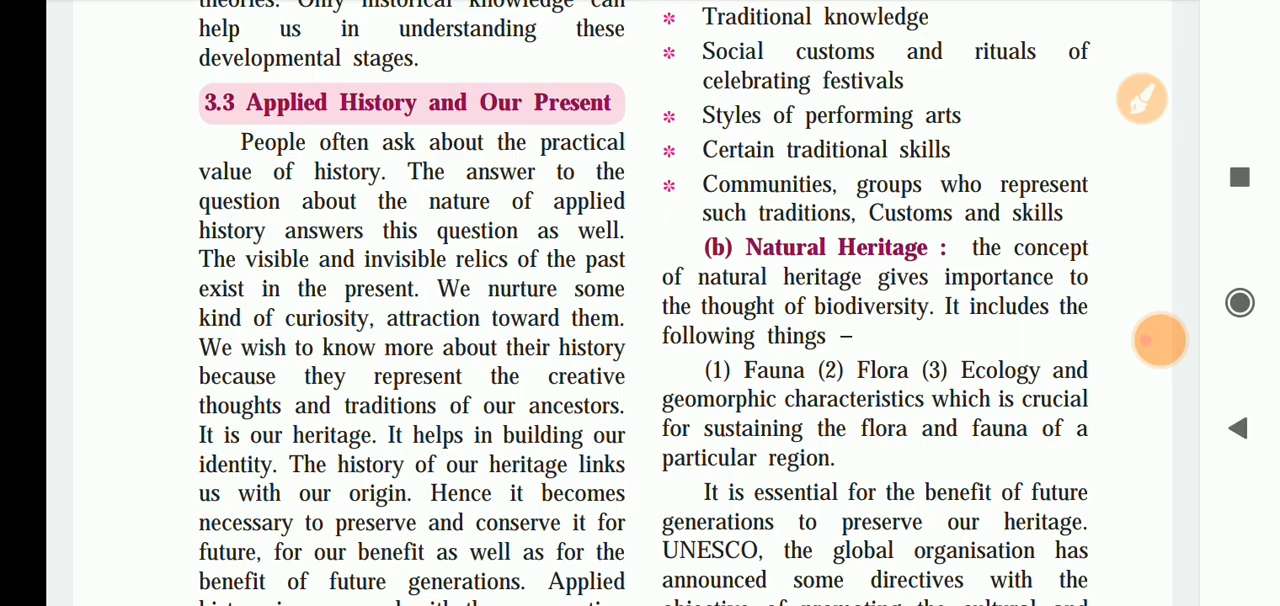 theories. Only historical knowledge can
help us in understanding these
developmental stages.
3.3 Applied History and Our Present
People often ask about the practical
value of history. The answer to the
question about the nature of applied
history answers this question as well.
The visible and invisible relics of the past
exist in the present. We nurture some
kind of curiosity, attraction toward them.
We wish to know more about their history
because they represent the creative
thoughts and traditions of our ancestors.
It is our heritage. It helps in building our
identity. The history of our heritage links
us with our origin. Hence it becomes
necessary to preserve and conserve it for
future, for our benefit as well as for the
benefit of future generations. Applied
* Traditional knowledge
* Social customs and rituals of
celebrating festivals
* Styles of performing arts
* Certain traditional skills
* Communities, groups who represent
such traditions, Customs and skills
(b) Natural Heritage : the concept
of natural heritage gives importance to
the thought of biodiversity. It includes the
following things –
(1) Fauna (2) Flora (3) Ecology and
geomorphic characteristics which is crucial
for sustaining the flora and fauna of a
particular region.
It is essential for the benefit of future
generations to preserve our heritage.
UNESCO, the global organisation has
announced some directives with the